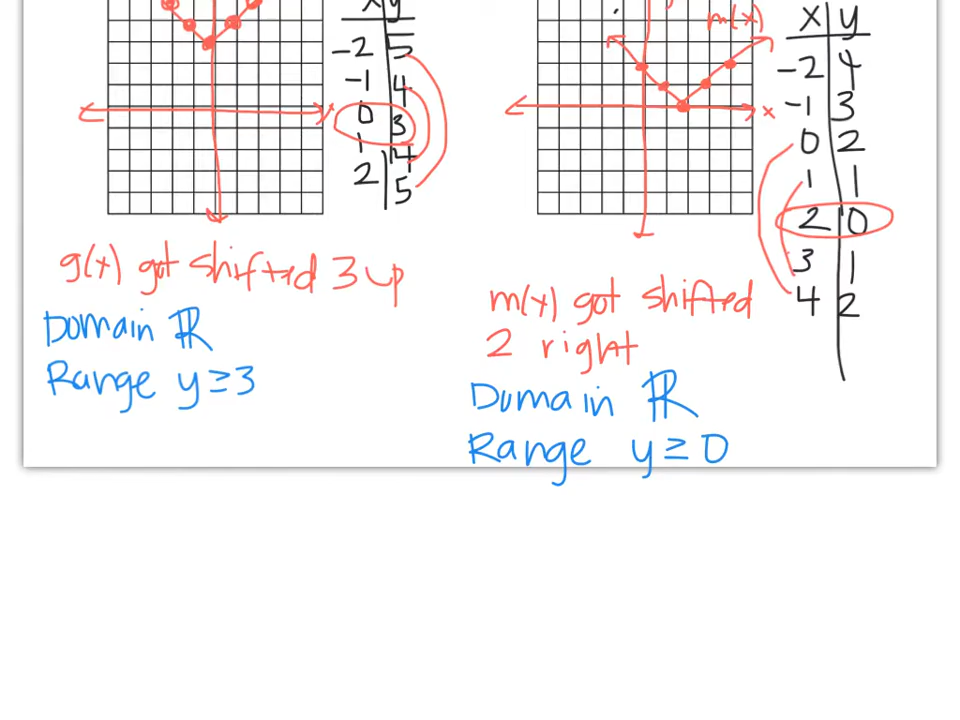 x y
-2 5
-1 4
0 3
1 4
2 5
x
g(x) got shifted 3 up
Domain ℝ
Range y≥3
m(x)
x
x y
-2 4
-1 3
0 2
1 1
2 0
3 1
4 2
m(x) got shifted
2 right
Domain ℝ
Range y≥0